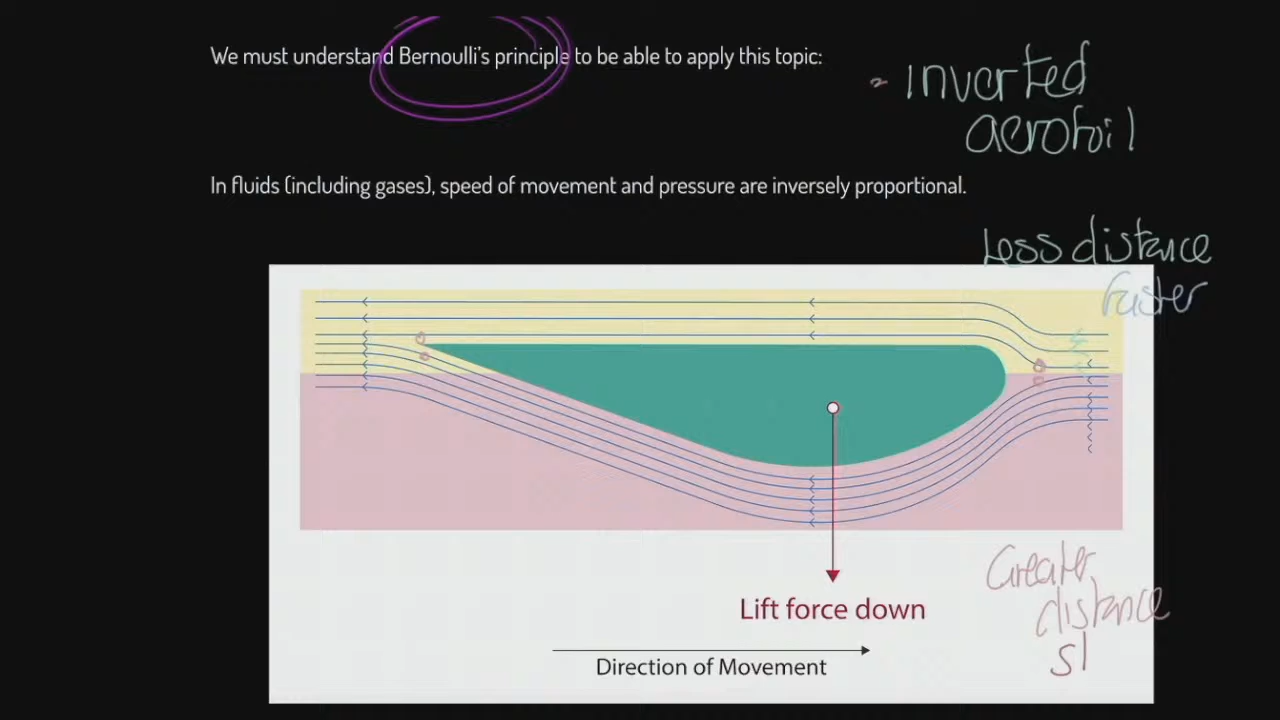 We must understand Bernoulli's principle to be able to apply this topic:
- inverted
aerofoil
In fluids (including gases), speed of movement and pressure are inversely proportional.
Less distance
faster
Lift force down
Direction of Movement
Greater
distance
sl